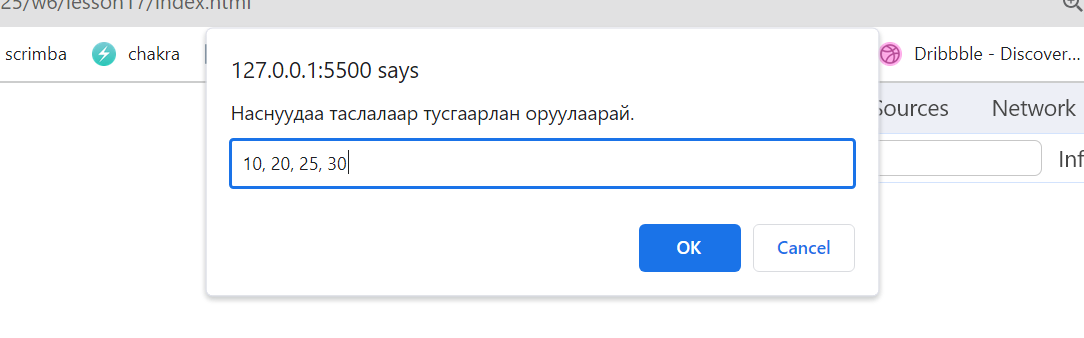 25/w6/lesson17/index.html
scrimba
chakra
Dribbble - Discover...
127.0.0.1:5500 says
Sources
Network
Наснуудаа таслалаар тусгаарлан оруулаарай.
10, 20, 25, 30
Inf
OK
Cancel